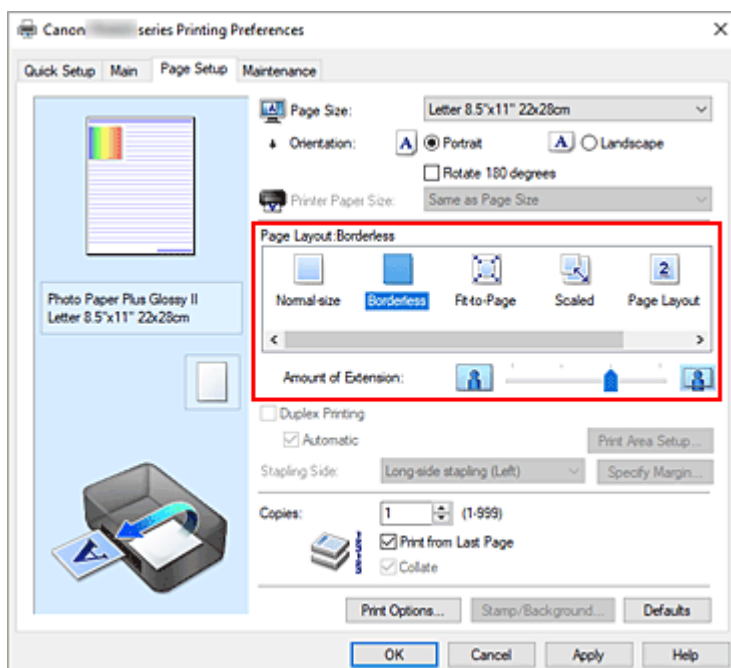 Canon series Printing Preferences
Quick Setup Main Page Setup Maintenance
Page Size: Letter 8.5"x11" 22x28cm
Orientation: A Portrait A Landscape
Rotate 180 degrees
Printer Paper Size: Same as Page Size
Page Layout:Borderless
2
Normal-size Borderless Fit-to-Page Scaled Page Layout
Photo Paper Plus Glossy II
Letter 8.5"x11" 22x28cm
Amount of Extension:
Duplex Printing
Automatic Print Area Setup...
Stapling Side: Long-side stapling (Left) Specify Margin...
A
Copies: 1 (1-999)
Print from Last Page
Collate
Print Options... Stamp/Background... Defaults
OK Cancel Apply Help